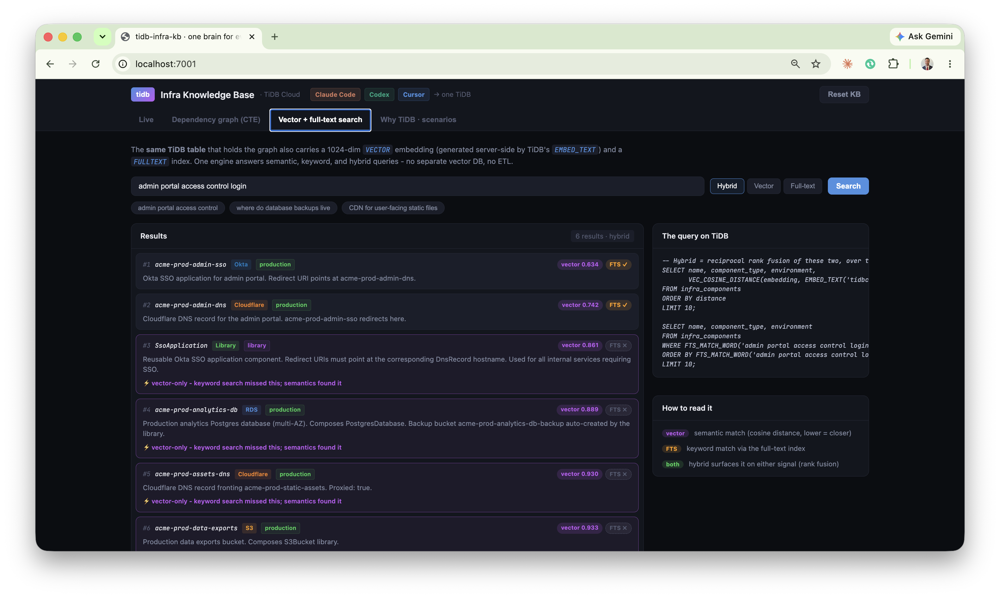 tidb-infra-kb · one brain for e
Ask Gemini
localhost:7001
tidb Infra Knowledge Base · TiDB Cloud Claude Code Codex Cursor → one TiDB Reset KB
Live Dependency graph (CTE) Vector + full-text search Why TiDB · scenarios
The same TiDB table that holds the graph also carries a 1024-dim VECTOR embedding (generated server-side by TiDB's EMBED_TEXT) and a
FULLTEXT index. One engine answers semantic, keyword, and hybrid queries - no separate vector DB, no ETL.
admin portal access control login Hybrid Vector Full-text Search
admin portal access control where do database backups live CDN for user-facing static files
Results 6 results · hybrid
#1 acme-prod-admin-sso Okta production vector 0.634 FTS ✓
Okta SSO application for admin portal. Redirect URI points at acme-prod-admin-dns.
#2 acme-prod-admin-dns Cloudflare production vector 0.742 FTS ✓
Cloudflare DNS record for the admin portal. acme-prod-admin-sso redirects here.
#3 SsoApplication Library library vector 0.861 FTS ✕
Reusable Okta SSO application component. Redirect URIs must point at the corresponding DnsRecord hostname. Used for all internal services requiring
SSO.
⚡ vector-only - keyword search missed this; semantics found it
#4 acme-prod-analytics-db RDS production vector 0.889 FTS ✕
Production analytics Postgres database (multi-AZ). Composes PostgresDatabase. Backup bucket acme-prod-analytics-db-backup auto-created by the
library.
⚡ vector-only - keyword search missed this; semantics found it
#5 acme-prod-assets-dns Cloudflare production vector 0.930 FTS ✕
Cloudflare DNS record fronting acme-prod-static-assets. Proxied: true.
⚡ vector-only - keyword search missed this; semantics found it
#6 acme-prod-data-exports S3 production vector 0.933 FTS ✕
Production data exports bucket. Composes S3Bucket library.
The query on TiDB
-- Hybrid = reciprocal rank fusion of these two, over t
SELECT name, component_type, environment,
VEC_COSINE_DISTANCE(embedding, EMBED_TEXT('tidbc
FROM infra_components
ORDER BY distance
LIMIT 10;
SELECT name, component_type, environment
FROM infra_components
WHERE FTS_MATCH_WORD('admin portal access control login
ORDER BY FTS_MATCH_WORD('admin portal access control lo
LIMIT 10;
How to read it
vector semantic match (cosine distance, lower = closer)
FTS keyword match via the full-text index
both hybrid surfaces it on either signal (rank fusion)